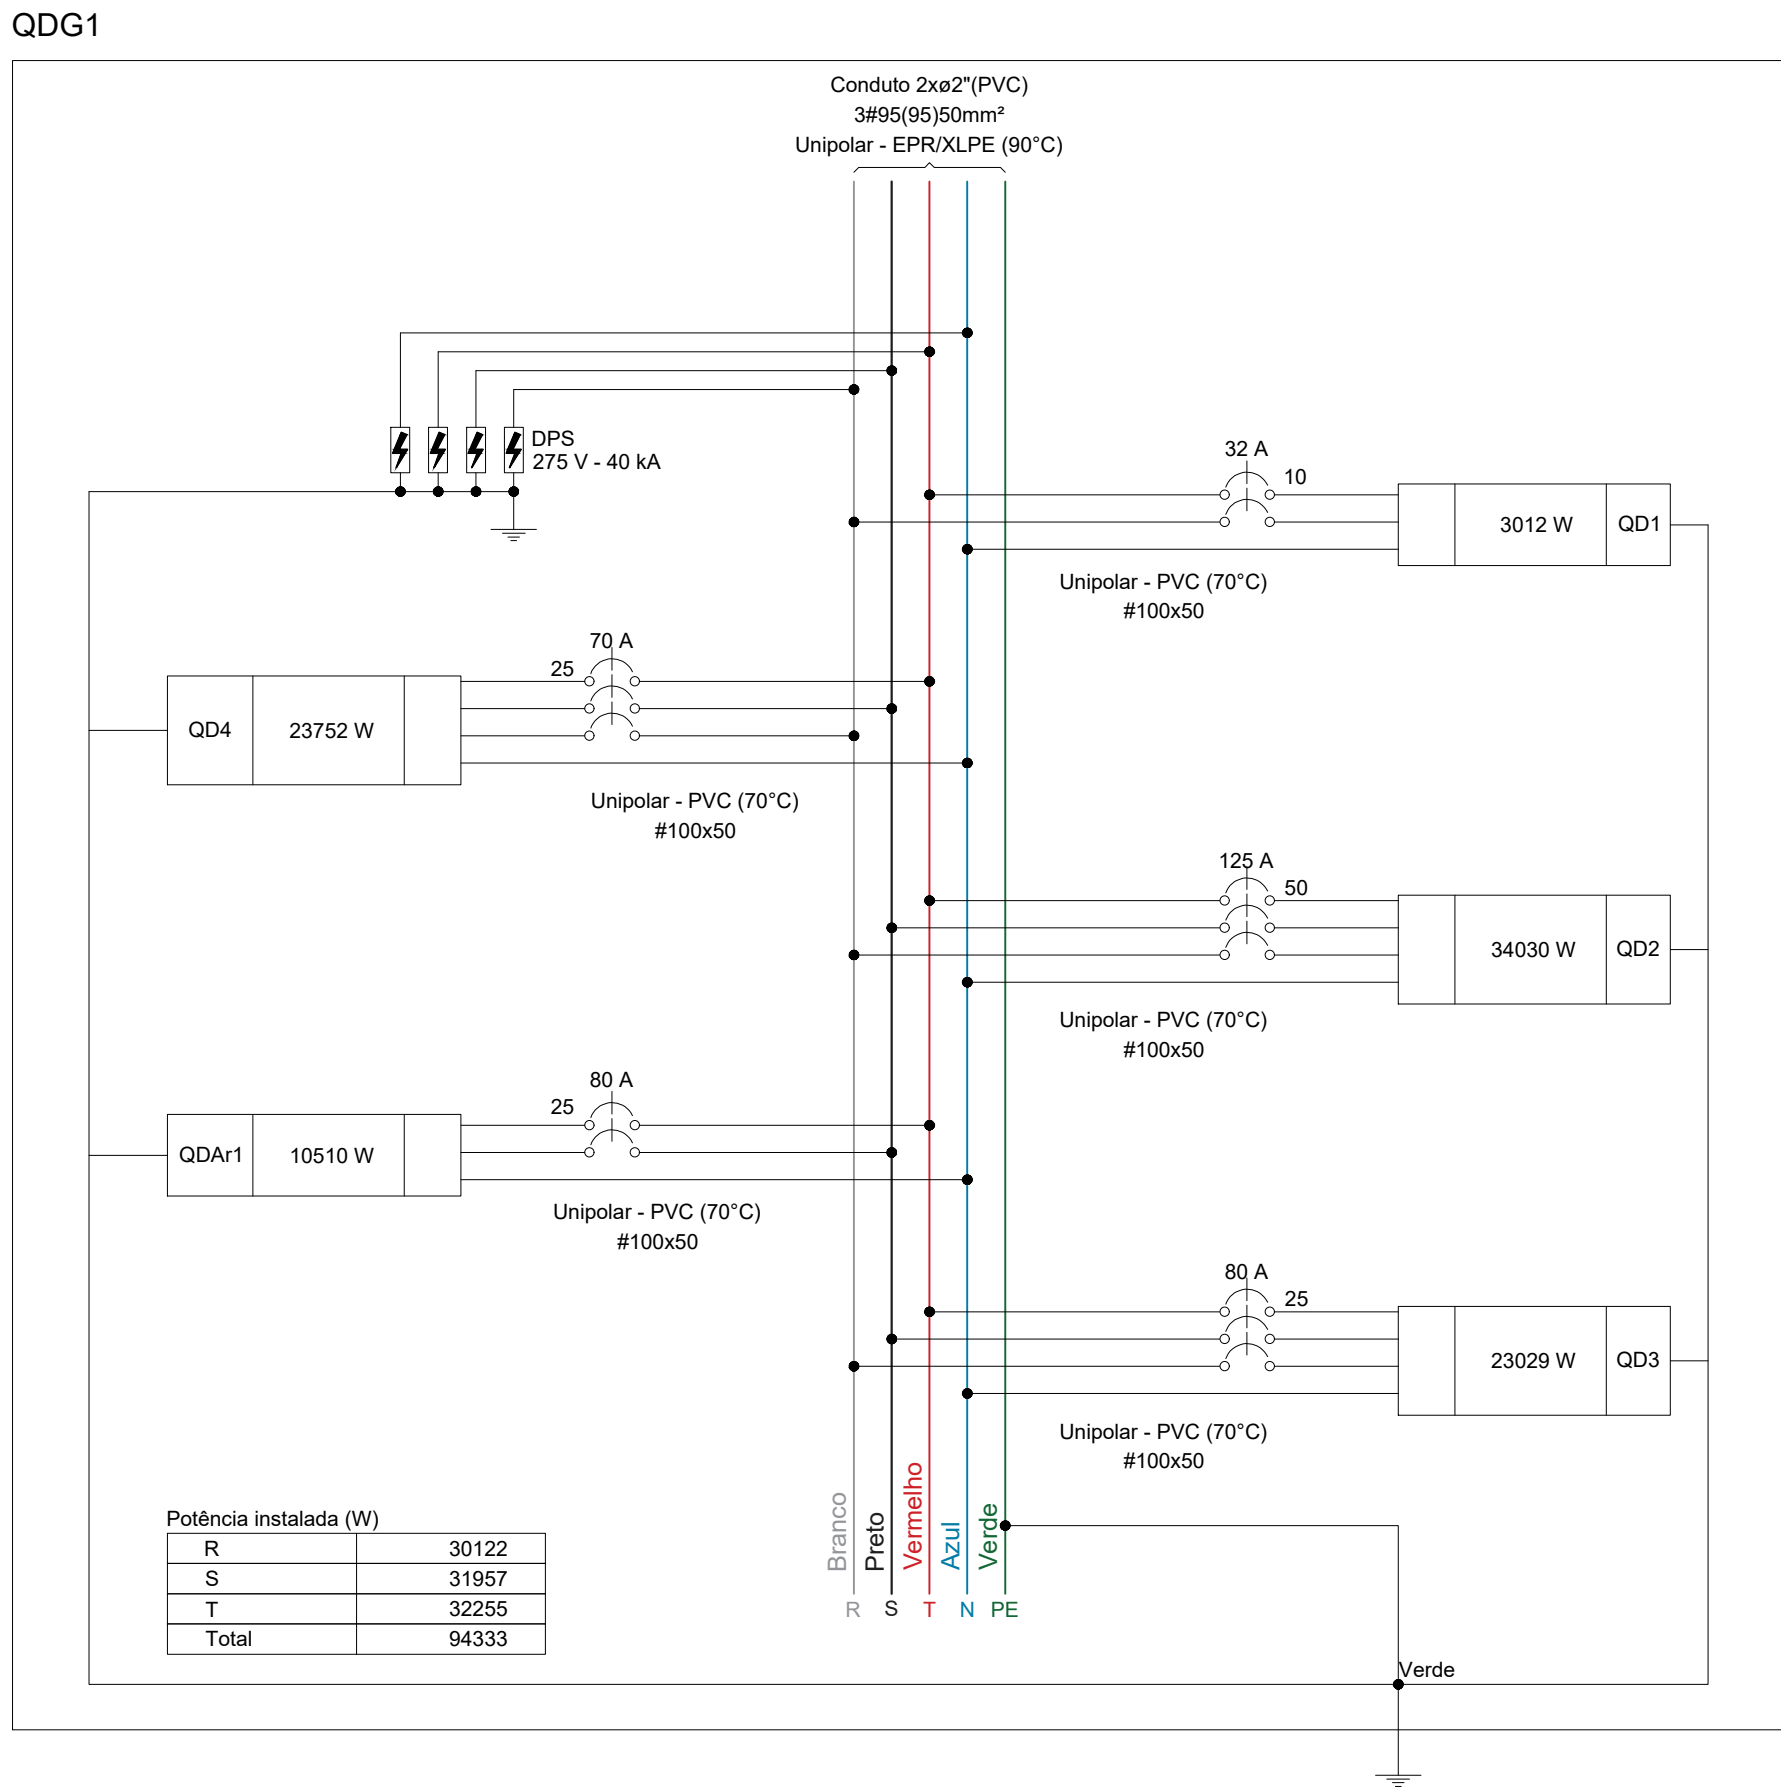 QDG1
Conduto 2xø2"(PVC)
3#95(95)50mm²
Unipolar - EPR/XLPE (90°C)
DPS
275 V - 40 kA
32 A
10
3012 W
QD1
Unipolar - PVC (70°C)
#100x50
70 A
25
QD4
23752 W
Unipolar - PVC (70°C)
#100x50
125 A
50
34030 W
QD2
Unipolar - PVC (70°C)
#100x50
80 A
25
QDAr1
10510 W
Unipolar - PVC (70°C)
#100x50
80 A
25
23029 W
QD3
Unipolar - PVC (70°C)
#100x50
Branco
Preto
Vermelho
Azul
Verde
R
S
T
N
PE
Potência instalada (W)
R 30122
S 31957
T 32255
Total 94333
Verde